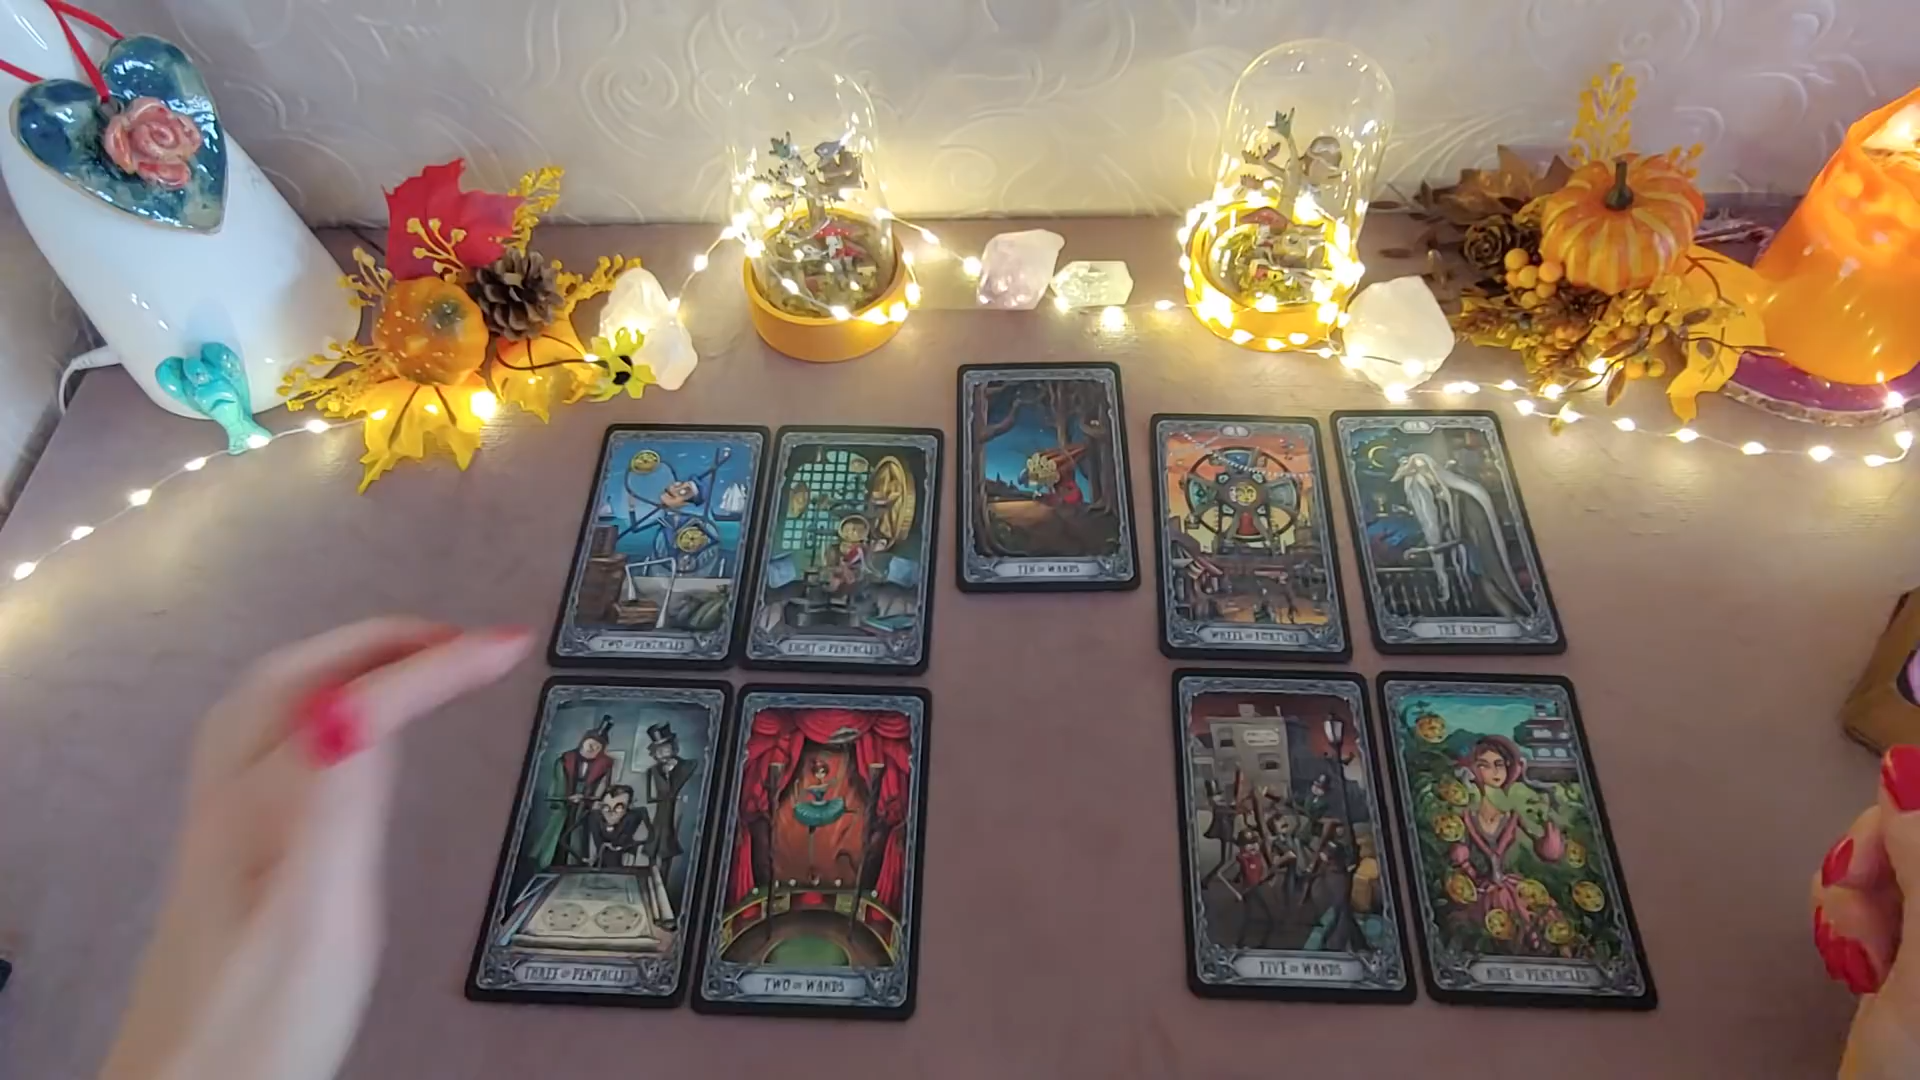 TEN OF WANDS
TWO OF PENTACLES
EIGHT OF PENTACLES
WHEEL OF FORTUNE
THE HERMIT
THREE OF PENTACLES
TWO OF WANDS
FIVE OF WANDS
NINE OF PENTACLES